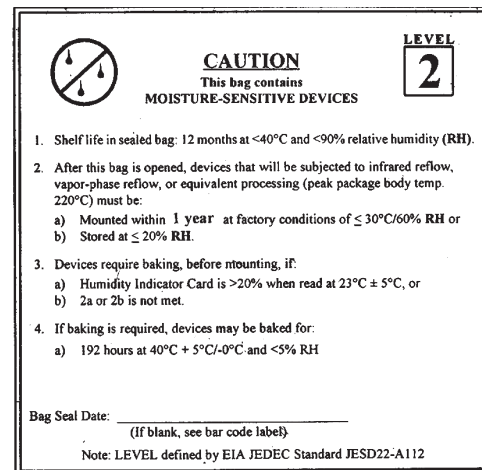 LEVEL
2
CAUTION
This bag contains
MOISTURE-SENSITIVE DEVICES
1. Shelf life in sealed bag: 12 months at <40°C and <90% relative humidity (RH).
2. After this bag is opened, devices that will be subjected to infrared reflow,
vapor-phase reflow, or equivalent processing (peak package body temp.
220°C) must be:
a) Mounted within 1 year at factory conditions of ≤ 30°C/60% RH or
b) Stored at ≤ 20% RH.
3. Devices require baking, before mounting, if:
a) Humidity Indicator Card is >20% when read at 23°C ± 5°C, or
b) 2a or 2b is not met.
4. If baking is required, devices may be baked for:
a) 192 hours at 40°C + 5°C/-0°C and <5% RH
Bag Seal Date:
(If blank, see bar code label)
Note: LEVEL defined by EIA JEDEC Standard JESD22-A112